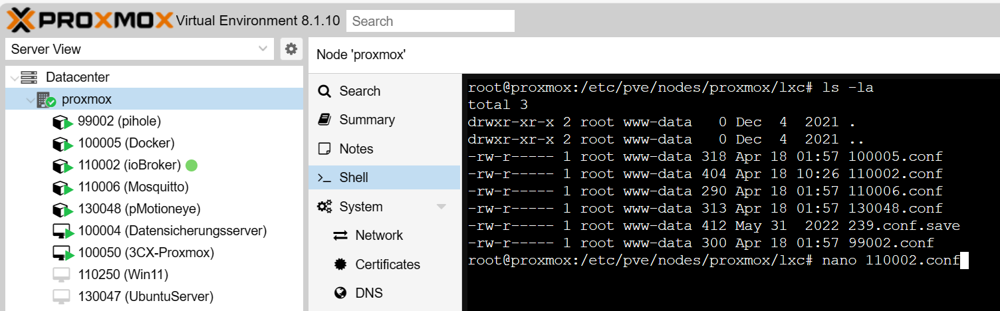 PROXMOX Virtual Environment 8.1.10 Search
Server View
Datacenter
proxmox
99002 (pihole)
100005 (Docker)
110002 (ioBroker)
110006 (Mosquitto)
130048 (pMotioneye)
100004 (Datensicherungsserver)
100050 (3CX-Proxmox)
110250 (Win11)
130047 (UbuntuServer)
Node 'proxmox'
Search
Summary
Notes
Shell
System
Network
Certificates
DNS
root@proxmox:/etc/pve/nodes/proxmox/lxc# ls -la
total 3
drwxr-xr-x 2 root www-data   0 Dec  4  2021 .
drwxr-xr-x 2 root www-data   0 Dec  4  2021 ..
-rw-r----- 1 root www-data 318 Apr 18 01:57 100005.conf
-rw-r----- 1 root www-data 404 Apr 18 10:26 110002.conf
-rw-r----- 1 root www-data 290 Apr 18 01:57 110006.conf
-rw-r----- 1 root www-data 313 Apr 18 01:57 130048.conf
-rw-r----- 1 root www-data 412 May 31  2022 239.conf.save
-rw-r----- 1 root www-data 300 Apr 18 01:57 99002.conf
root@proxmox:/etc/pve/nodes/proxmox/lxc# nano 110002.conf